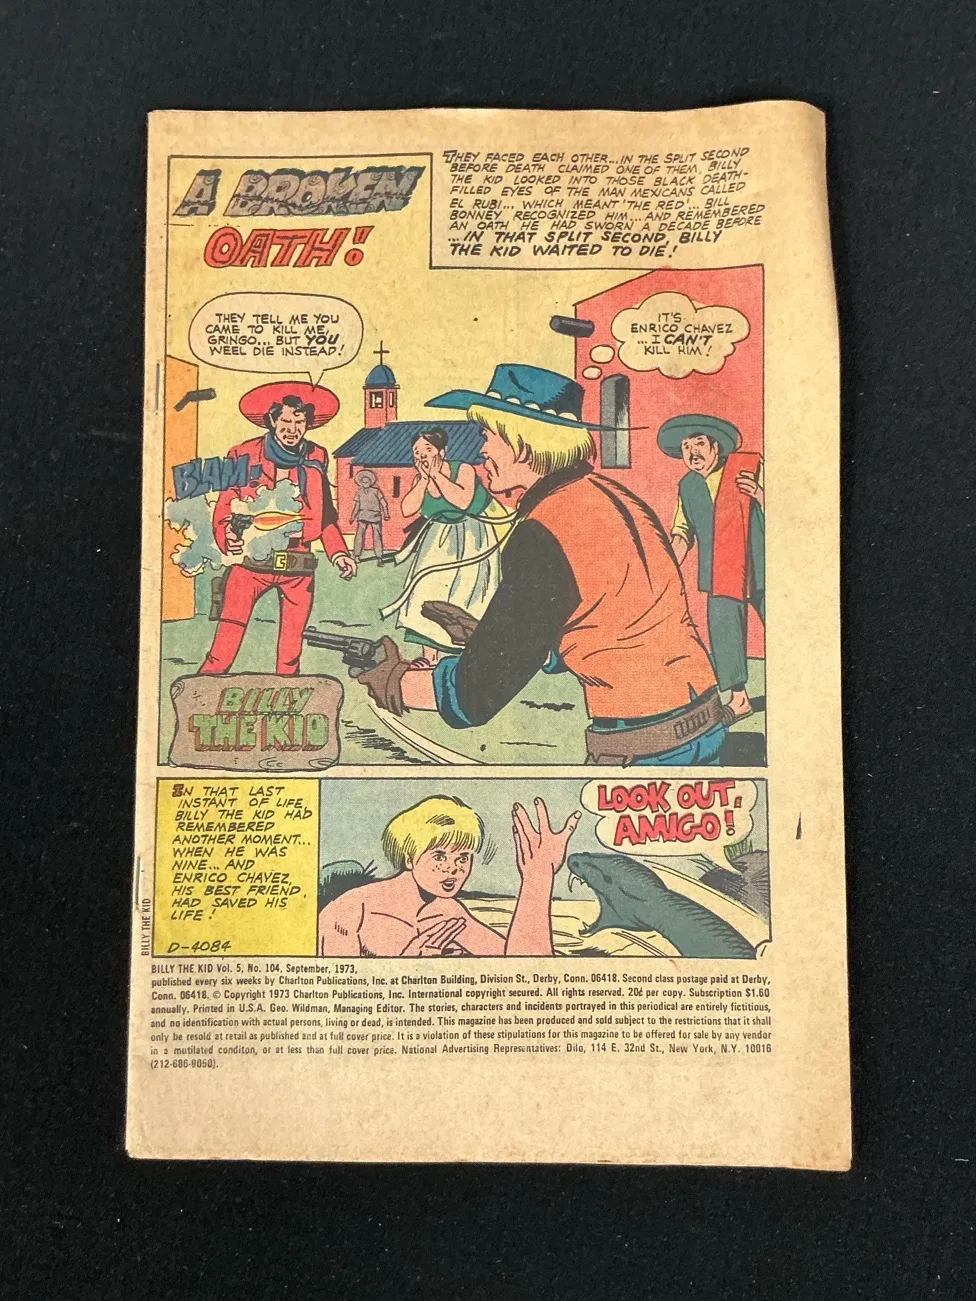 A BROKEN
OATH!
THEY FACED EACH OTHER... IN THE SPLIT SECOND
BEFORE DEATH CLAIMED ONE OF THEM, BILLY
THE KID LOOKED INTO THOSE BLACK DEATH-
FILLED EYES OF THE MAN MEXICANS CALLED
EL RUBI... WHICH MEANT 'THE RED'... BILL
BONNEY RECOGNIZED HIM... AND REMEMBERED
AN OATH HE HAD SWORN A DECADE BEFORE
...IN THAT SPLIT SECOND, BILLY
THE KID WAITED TO DIE!
THEY TELL ME YOU
CAME TO KILL ME,
GRINGO... BUT YOU
WEEL DIE INSTEAD!
IT'S
ENRICO CHAVEZ
...I CAN'T
KILL HIM!
BLAM!
BILLY
THE KID
IN THAT LAST
INSTANT OF LIFE,
BILLY THE KID HAD
REMEMBERED
ANOTHER MOMENT...
WHEN HE WAS
NINE... AND
ENRICO CHAVEZ,
HIS BEST FRIEND,
HAD SAVED HIS
LIFE!
D-4084
LOOK OUT,
AMIGO!
1
BILLY THE KID
BILLY THE KID Vol. 5, No. 104, September, 1973,
published every six weeks by Charlton Publications, Inc. at Charlton Building, Division St., Derby, Conn. 06418. Second class postage paid at Derby,
Conn. 06418. © Copyright 1973 Charlton Publications, Inc. International copyright secured. All rights reserved. 20¢ per copy. Subscription $1.60
annually. Printed in U.S.A. Geo. Wildman, Managing Editor. The stories, characters and incidents portrayed in this periodical are entirely fictitious,
and no identification with actual persons, living or dead, is intended. This magazine has been produced and sold subject to the restrictions that it shall
only be resold at retail as published and at full cover price. It is a violation of these stipulations for this magazine to be offered for sale by any vendor
in a mutilated conditon, or at less than full cover price. National Advertising Representatives: Dilo, 114 E. 32nd St., New York, N.Y. 10016
(212-686-9050).